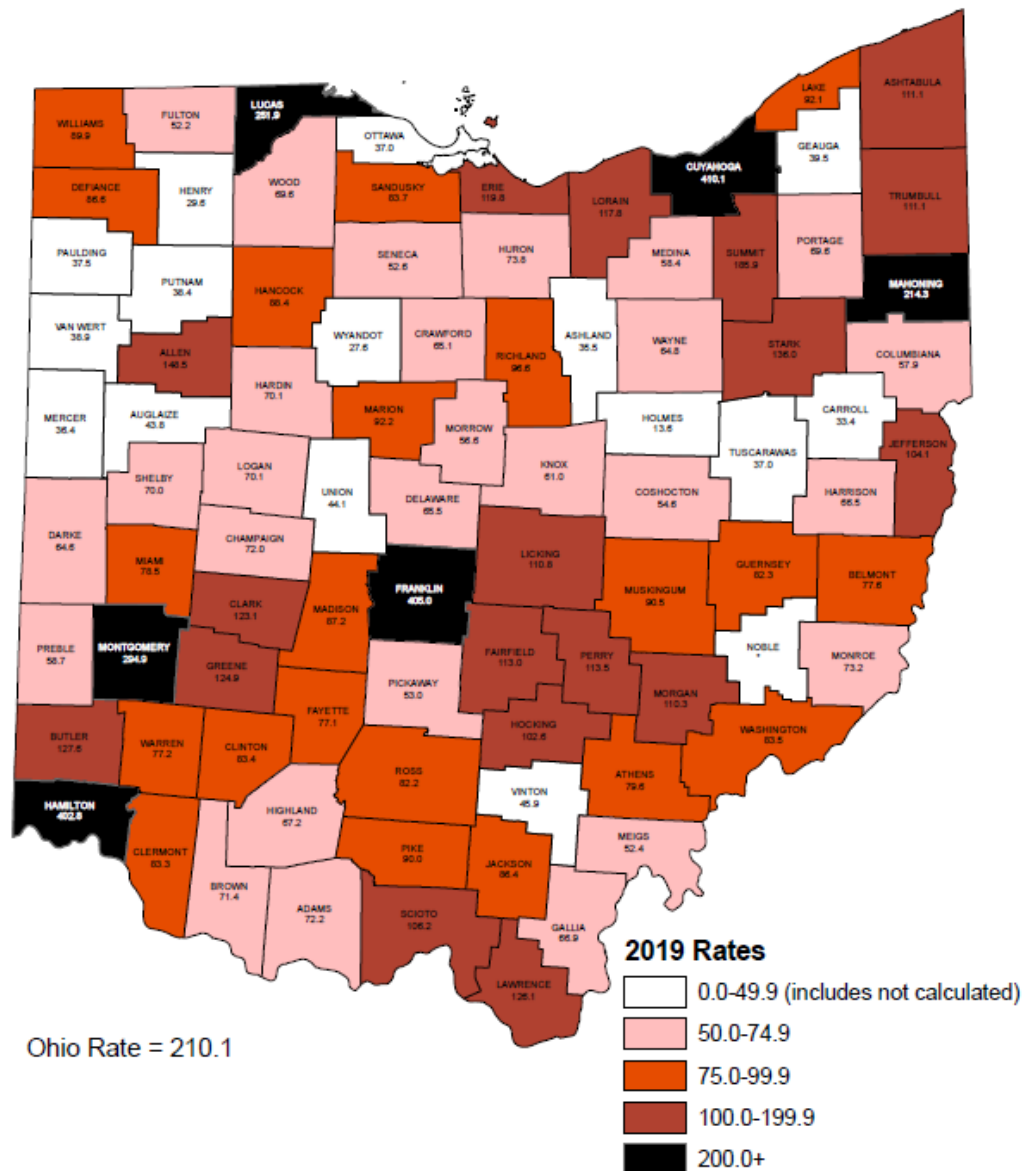 LAKE
92.1
ASHTABULA
111.1
LUCAS
251.9
FULTON
52.2
WILLIAMS
89.9
OTTAWA
37.0
GEAUGA
39.5
CUYAHOGA
410.1
HENRY
29.6
WOOD
69.6
DEFIANCE
86.6
SANDUSKY
83.7
ERIE
119.8
LORAIN
117.8
TRUMBULL
111.1
PAULDING
37.5
SENECA
52.6
HURON
73.8
MEDINA
58.4
SUMMIT
PORTAGE
69.6
PUTNAM
38.4
HANCOCK
88.4
MAHONING
214.3
VAN WERT
38.9
ALLEN
148.5
WYANDOT
27.6
CRAWFORD
65.1
RICHLAND
96.6
ASHLAND
35.5
WAYNE
64.8
STARK
136.0
COLUMBIANA
57.9
MERCER
36.4
AUGLAIZE
43.8
HARDIN
70.1
MARION
92.2
MORROW
56.6
HOLMES
13.6
CARROLL
33.4
TUSCARAWAS
37.0
JEFFERSON
104.1
SHELBY
70.0
LOGAN
70.1
UNION
44.1
DELAWARE
65.5
KNOX
61.0
COSHOCTON
54.6
HARRISON
66.5
DARKE
64.6
CHAMPAIGN
72.0
MIAMI
78.5
LICKING
110.8
GUERNSEY
82.3
BELMONT
77.6
FRANKLIN
405.0
MUSKINGUM
90.5
CLARK
123.1
MADISON
87.2
PREBLE
58.7
MONTGOMERY
294.9
GREENE
124.9
FAIRFIELD
113.0
PERRY
113.5
NOBLE
*
MONROE
73.2
PICKAWAY
53.0
MORGAN
110.3
FAYETTE
77.1
HOCKING
102.6
WASHINGTON
83.5
BUTLER
127.6
WARREN
77.2
CLINTON
83.4
ROSS
82.2
ATHENS
79.6
HAMILTON
402.8
HIGHLAND
67.2
VINTON
45.9
CLERMONT
83.3
PIKE
90.0
JACKSON
86.4
MEIGS
52.4
BROWN
71.4
ADAMS
72.2
SCIOTO
106.2
GALLIA
66.9
LAWRENCE
126.1
2019 Rates
0.0-49.9 (includes not calculated)
50.0-74.9
75.0-99.9
100.0-199.9
200.0+
Ohio Rate = 210.1